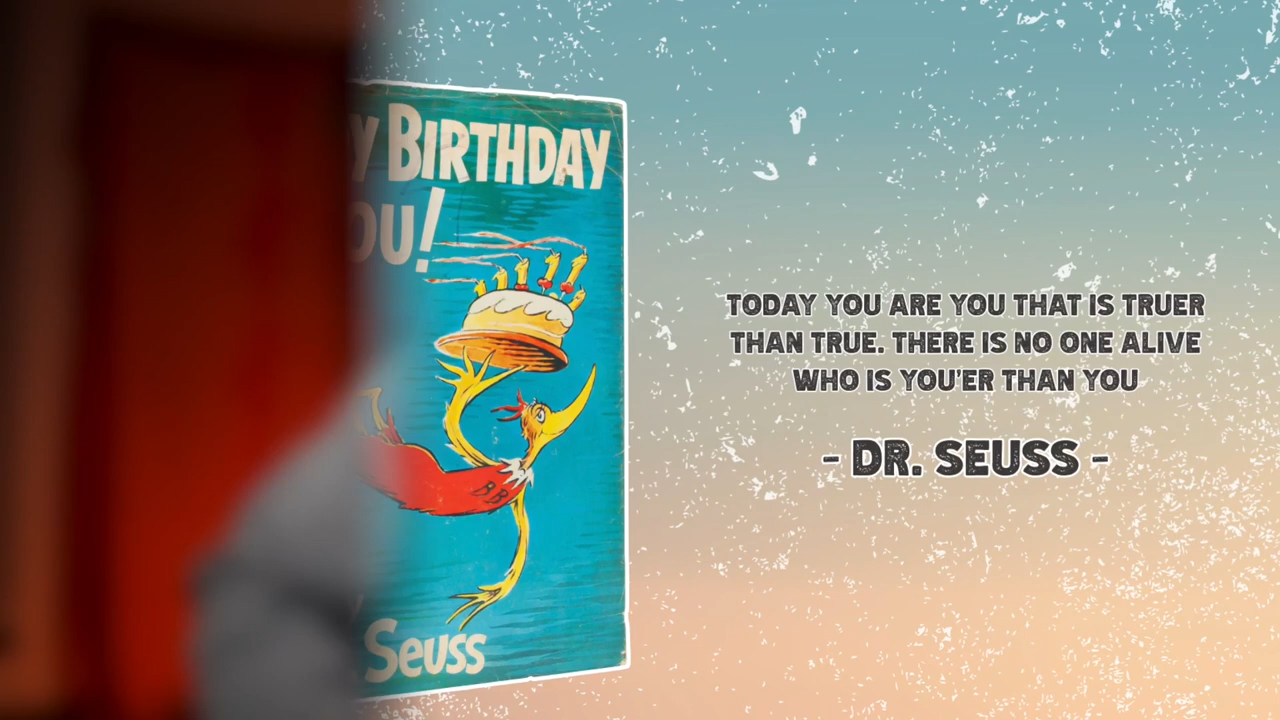 Y BIRTHDAY
OU!
BB
Seuss
TODAY YOU ARE YOU THAT IS TRUER
THAN TRUE. THERE IS NO ONE ALIVE
WHO IS YOU'ER THAN YOU
- DR. SEUSS -